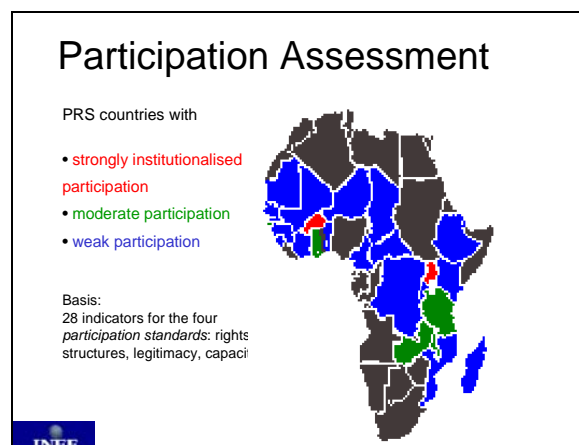 Participation Assessment
PRS countries with
• strongly institutionalised
participation
• moderate participation
• weak participation
Basis:
28 indicators for the four
participation standards: rights
structures, legitimacy,